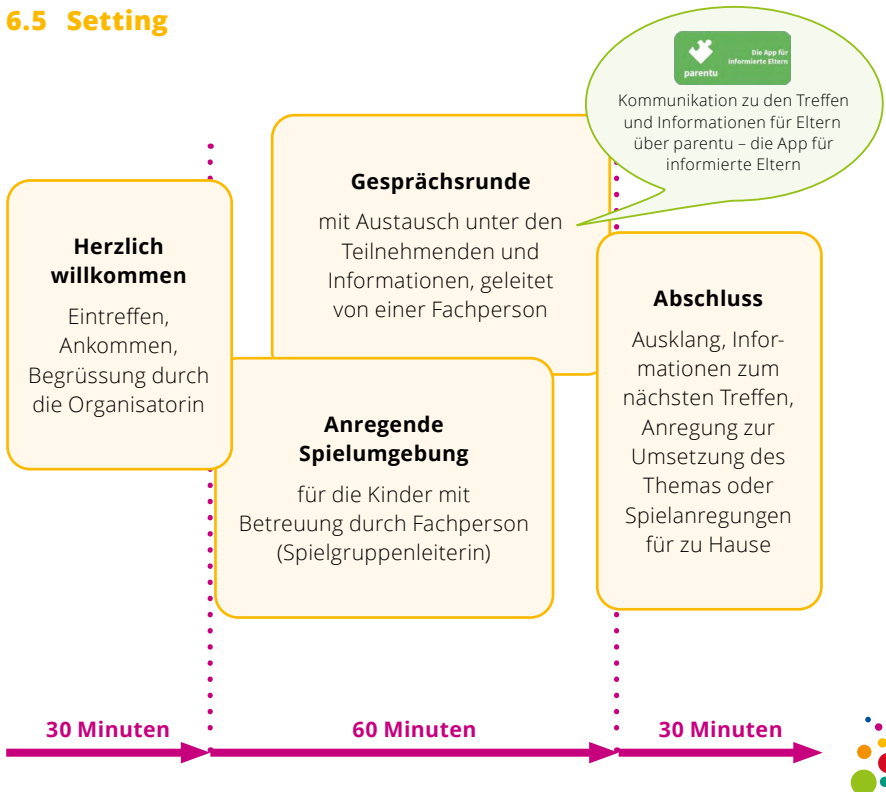 6.5 Setting
parentu
Die App für
informierte Eltern
Kommunikation zu den Treffen
und Informationen für Eltern
über parentu – die App für
informierte Eltern
Herzlich
willkommen
Eintreffen,
Ankommen,
Begrüssung durch
die Organisatorin
Gesprächsrunde
mit Austausch unter den
Teilnehmenden und
Informationen, geleitet
von einer Fachperson
Anregende
Spielumgebung
für die Kinder mit
Betreuung durch Fachperson
(Spielgruppenleiterin)
Abschluss
Ausklang, Infor-
mationen zum
nächsten Treffen,
Anregung zur
Umsetzung des
Themas oder
Spielanregungen
für zu Hause
30 Minuten
60 Minuten
30 Minuten